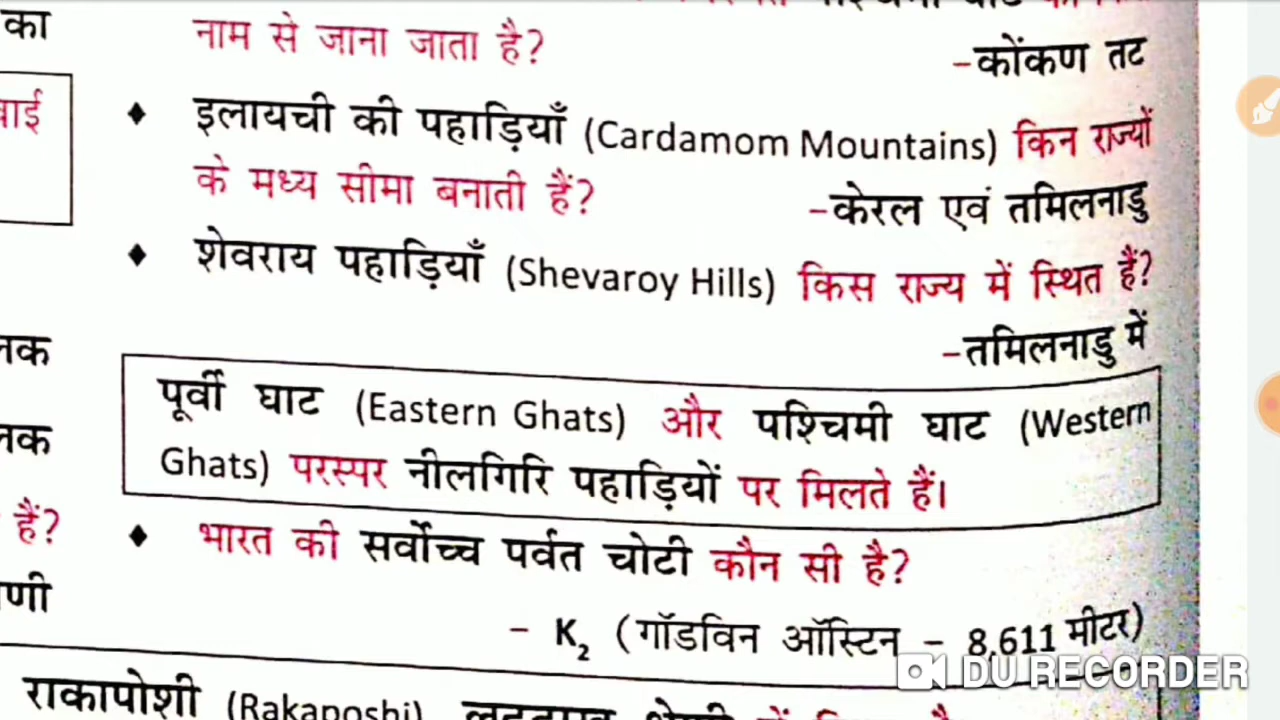 का
नाम से जाना जाता है?
-कोंकण तट
इलायची की पहाड़ियाँ (Cardamom Mountains) किन राज्यों
के मध्य सीमा बनाती हैं?
-केरल एवं तमिलनाडु
शेवराय पहाड़ियाँ (Shevaroy Hills) किस राज्य में स्थित हैं?
-तमिलनाडु में
पूर्वी घाट (Eastern Ghats) और पश्चिमी घाट (Western
Ghats) परस्पर नीलगिरि पहाड़ियों पर मिलते हैं।
हैं?
भारत की सर्वोच्च पर्वत चोटी कौन सी है?
- K₂ (गॉडविन ऑस्टिन - 8,611 मीटर)
DU RECORDER
राकापोशी (Rakaposhi)